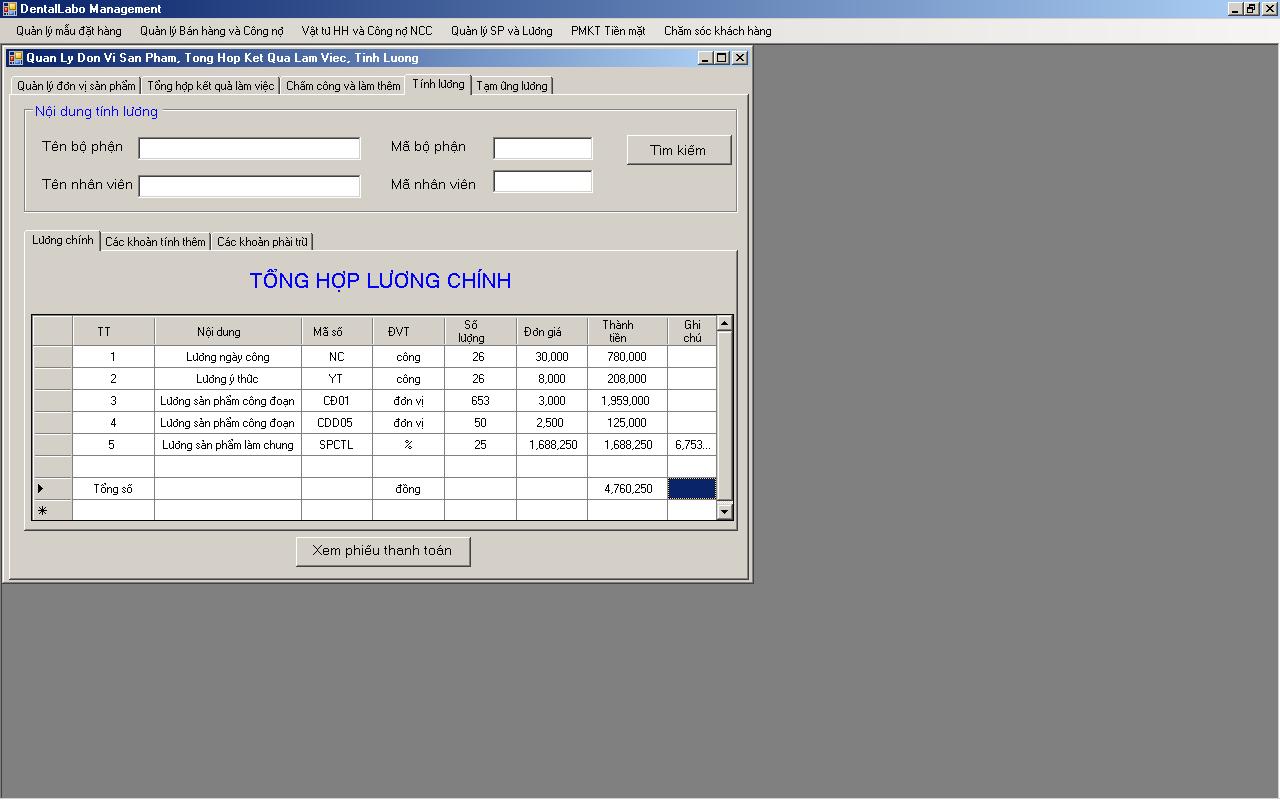 DentalLabo Management
Quản lý mẫu đặt hàng Quản lý Bán hàng và Công nợ Vật tư HH và Công nợ NCC Quản lý SP và Lương PMKT Tiền mặt Chăm sóc khách hàng
Quan Ly Don Vi San Pham, Tong Hop Ket Qua Lam Viec, Tinh Luong
Quản lý đơn vị sản phẩm Tổng hợp kết quả làm việc Chấm công và làm thêm Tính lương Tạm ứng lương
Nội dung tính lương
Tên bộ phận Mã bộ phận Tìm kiếm
Tên nhân viên Mã nhân viên
Lương chính Các khoản tính thêm Các khoản phải trừ
TỔNG HỢP LƯƠNG CHÍNH
TT Nội dung Mã số ĐVT Số lượng Đơn giá Thành tiền Ghi chú
1 Lương ngày công NC công 26 30,000 780,000
2 Lương ý thức YT công 26 8,000 208,000
3 Lương sản phẩm công đoạn CĐ01 đơn vị 653 3,000 1,959,000
4 Lương sản phẩm công đoạn CDD05 đơn vị 50 2,500 125,000
5 Lương sản phẩm làm chung SPCTL % 25 1,688,250 1,688,250 6,753...
Tổng số đồng 4,760,250
Xem phiếu thanh toán